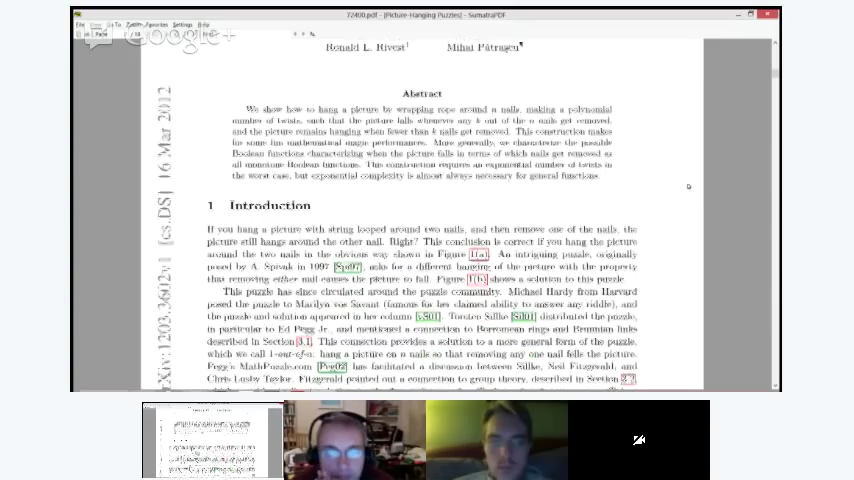 72400.pdf - [Picture-Hanging Puzzles] - SumatraPDF
File View Go To Zoom Favorites Settings Help
Google+
Ronald L. Rivest† Mihai Pǎtraşcu¶
Abstract
We show how to hang a picture by wrapping rope around n nails, making a polynomial
number of twists, such that the picture falls whenever any k out of the n nails get removed,
and the picture remains hanging when fewer than k nails get removed. This construction makes
for some fun mathematical magic performances. More generally, we characterize the possible
Boolean functions characterizing when the picture falls in terms of which nails get removed as
all monotone Boolean functions. This construction requires an exponential number of twists in
the worst case, but exponential complexity is almost always necessary for general functions.
1 Introduction
If you hang a picture with string looped around two nails, and then remove one of the nails, the
picture still hangs around the other nail. Right? This conclusion is correct if you hang the picture
around the two nails in the obvious way shown in Figure 1(a). An intriguing puzzle, originally
posed by A. Spivak in 1997 [Spi97], asks for a different hanging of the picture with the property
that removing either nail causes the picture to fall. Figure 1(b) shows a solution to this puzzle.
This puzzle has since circulated around the puzzle community. Michael Hardy from Harvard
posed the puzzle to Marilyn vos Savant (famous for her claimed ability to answer any riddle), and
the puzzle and solution appeared in her column [vS01]. Torsten Sillke [Sil01] distributed the puzzle,
in particular to Ed Pegg Jr., and mentioned a connection to Borromean rings and Brunnian links
described in Section 3.1. This connection provides a solution to a more general form of the puzzle,
which we call 1-out-of-n: hang a picture on n nails so that removing any one nail fells the picture.
Pegg's MathPuzzle.com [Peg02] has facilitated a discussion between Sillke, Neil Fitzgerald, and
Chris Lusby Taylor. Fitzgerald pointed out a connection to group theory, described in Section
arXiv:1203.3602v1 [cs.DS] 16 Mar 2012